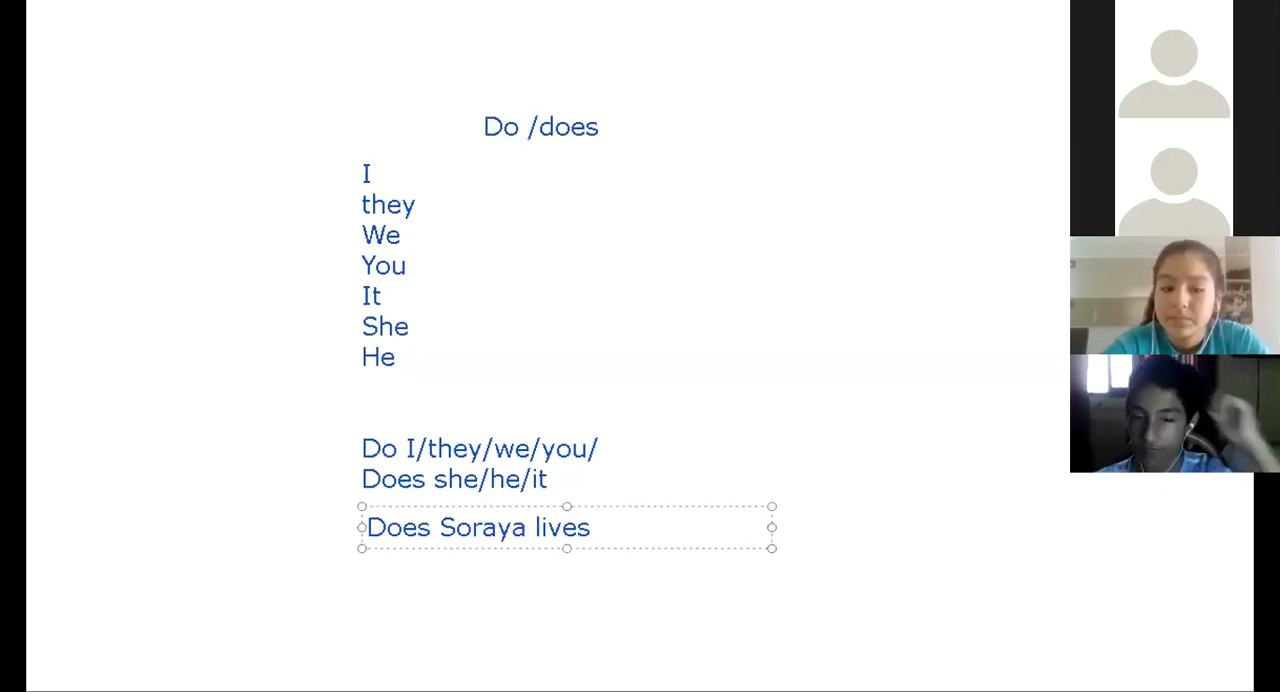 Do /does
I
they
We
You
It
She
He
Do I/they/we/you/
Does she/he/it
Does Soraya lives